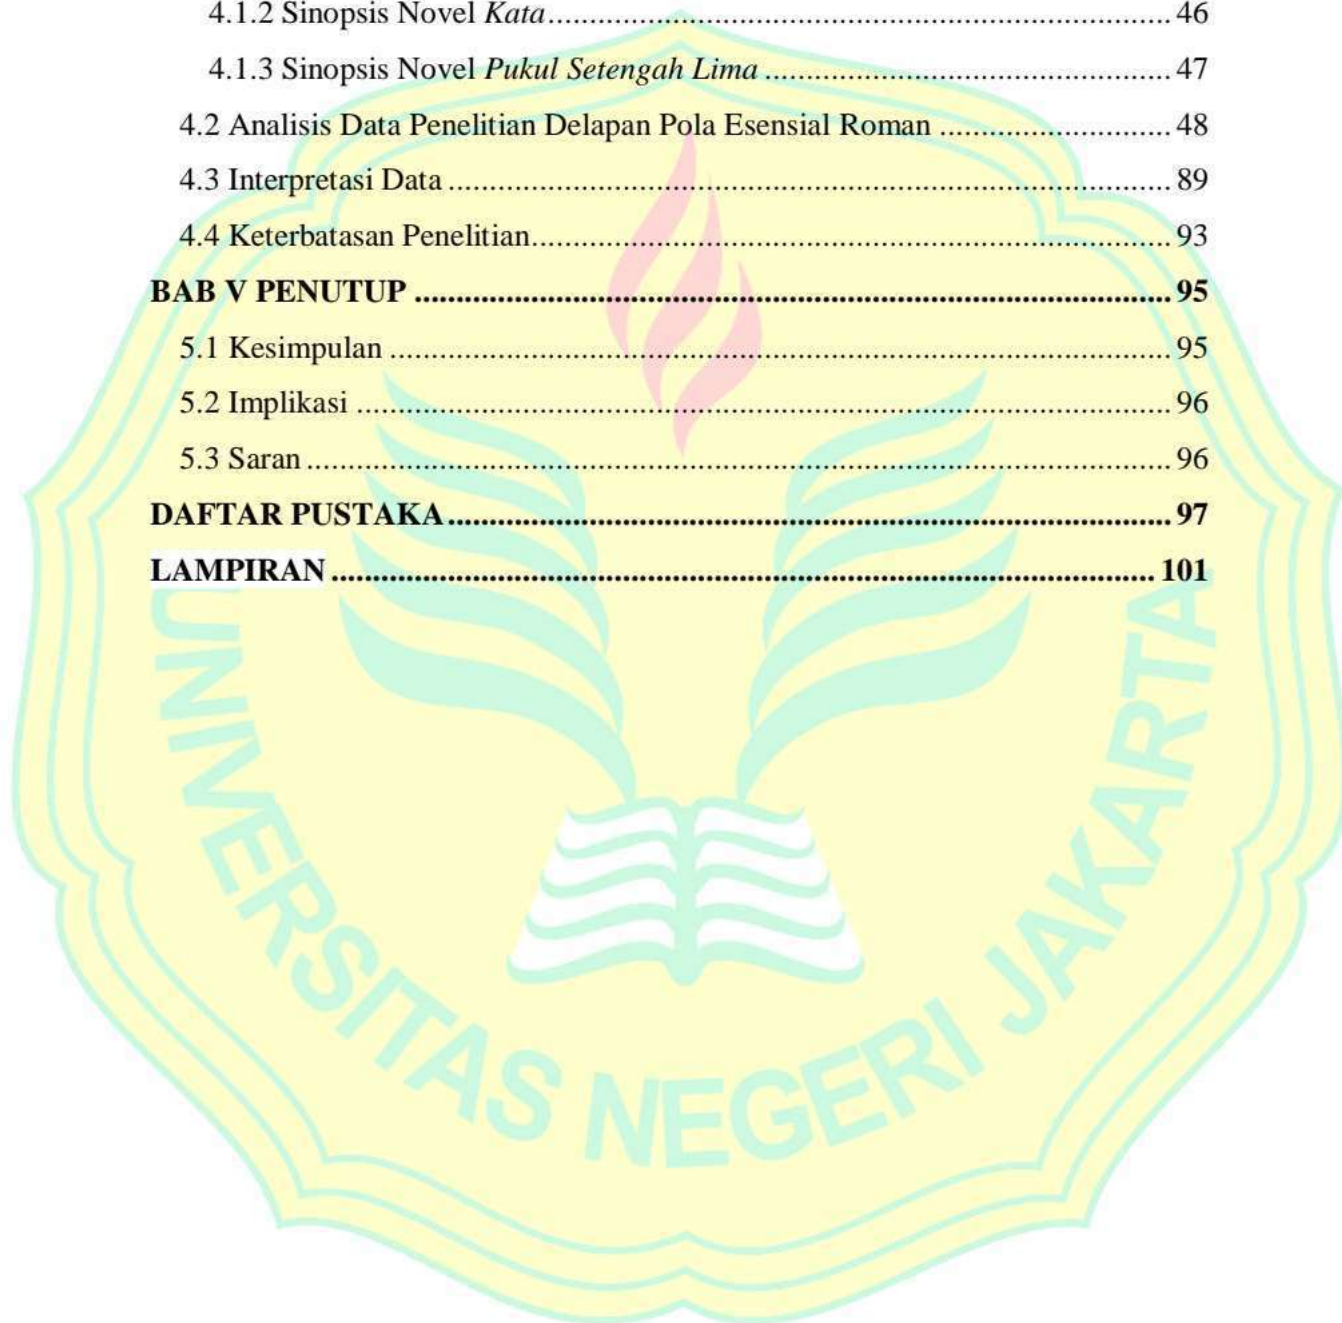 4.1.2 Sinopsis Novel Kata........................................................................... 46
4.1.3 Sinopsis Novel Pukul Setengah Lima ................................................. 47
4.2 Analisis Data Penelitian Delapan Pola Esensial Roman ............................ 48
4.3 Interpretasi Data ....................................................................................... 89
4.4 Keterbatasan Penelitian............................................................................. 93
BAB V PENUTUP ........................................................................................... 95
5.1 Kesimpulan .............................................................................................. 95
5.2 Implikasi .................................................................................................. 96
5.3 Saran ........................................................................................................ 96
DAFTAR PUSTAKA....................................................................................... 97
LAMPIRAN ................................................................................................... 101
UNIVERSITAS NEGERI JAKARTA